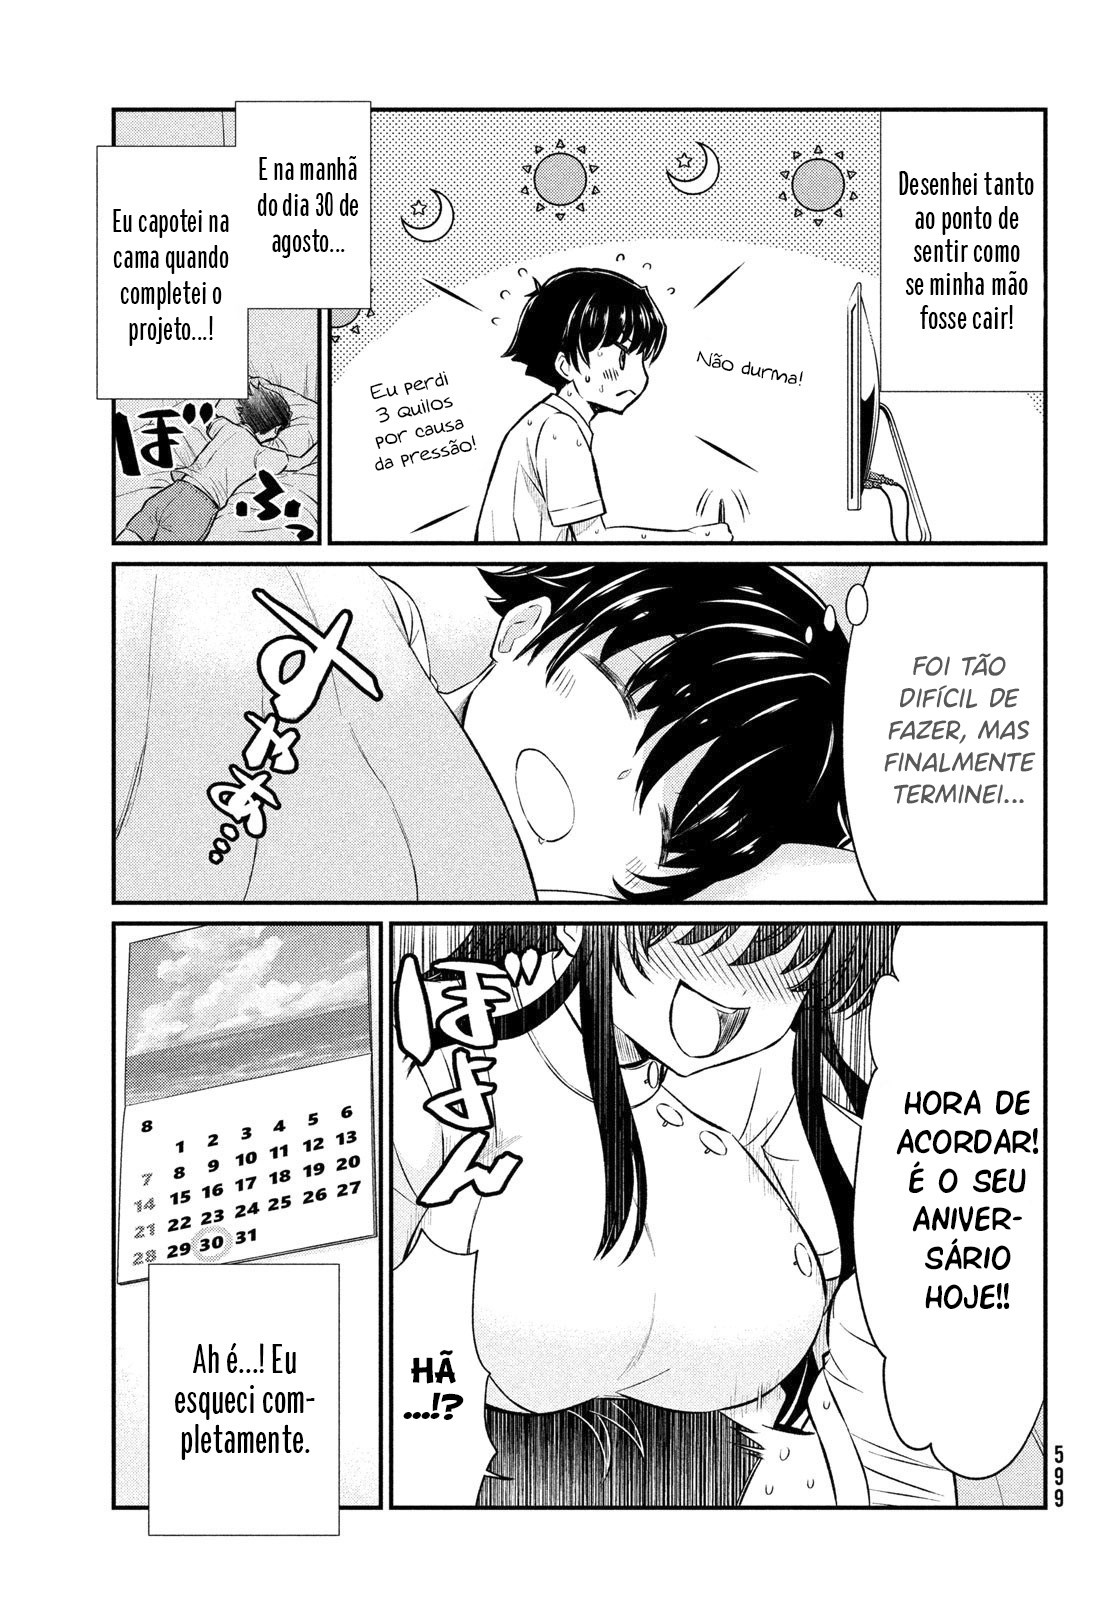 Desenhei tanto
ao ponto de
sentir como
se minha mão
fosse cair!
Não durma!
Eu perdi
3 quilos
por causa
da pressão!
E na manhã
do dia 30 de
agosto...
Eu capotei na
cama quando
completei o
projeto...!
ぼ
ふっ
FOI TÃO
DIFÍCIL DE
FAZER, MAS
FINALMENTE
TERMINEI...
すやぁ…
HORA DE
ACORDAR!
É O SEU
ANIVER-
SÁRIO
HOJE!!
ぼよん
HÃ
....!?
8
1 2 3 4 5 6
7 8 9 10 11 12 13
14 15 16 17 18 19 20
21 22 23 24 25 26 27
28 29 30 31
Ah é...! Eu
esqueci com-
pletamente.
599